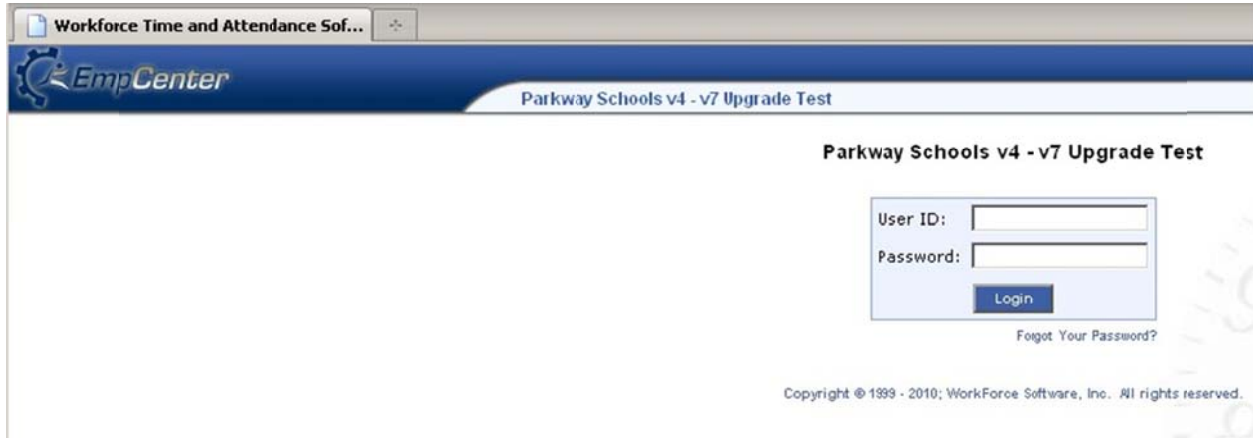 Workforce Time and Attendance Sof...
EmpCenter
Parkway Schools v4 - v7 Upgrade Test
Parkway Schools v4 - v7 Upgrade Test
User ID:
Password:
Login
Forgot Your Password?
Copyright © 1999 - 2010; WorkForce Software, Inc. All rights reserved.